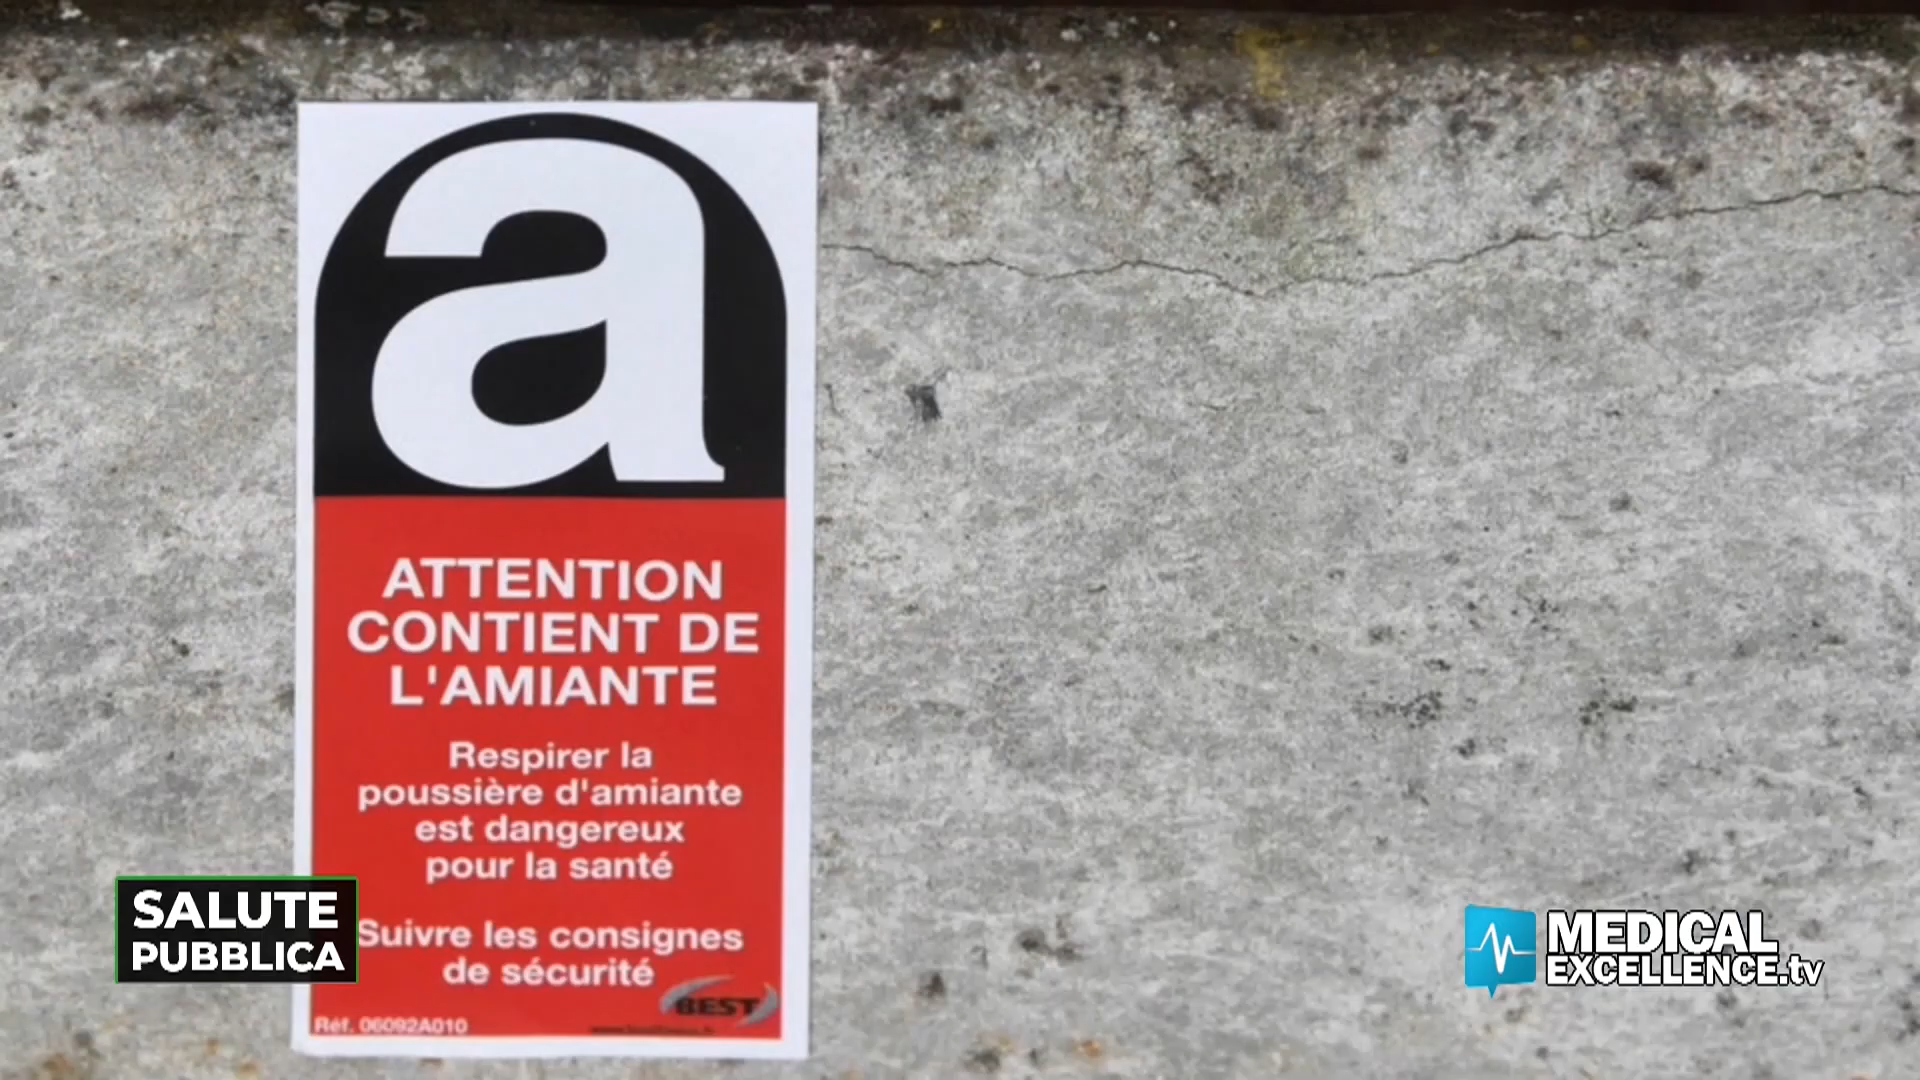 a
ATTENTION
CONTIENT DE
L'AMIANTE
Respirer la
poussière d'amiante
est dangereux
pour la santé
Suivre les consignes
de sécurité
BEST
Réf. 06092A010
SALUTE
PUBBLICA
MEDICAL
EXCELLENCE.tv